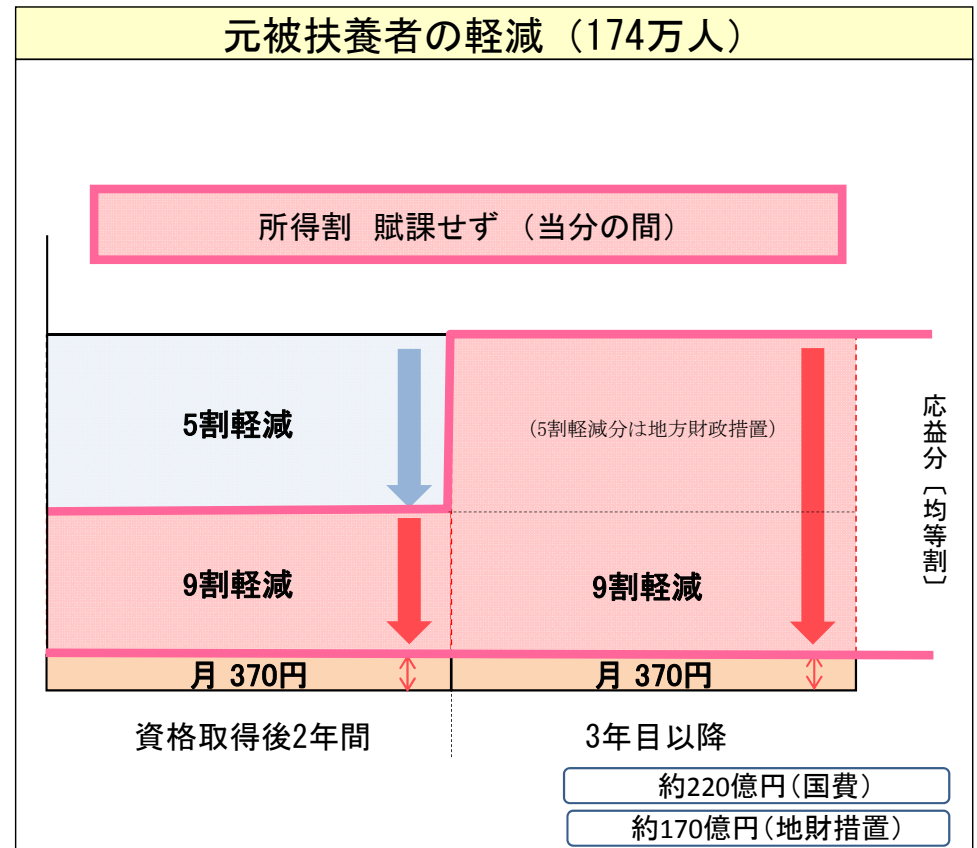 元被扶養者の軽減（174万人）
所得割 賦課せず（当分の間）
5割軽減
（5割軽減分は地方財政措置）
応益分〔均等割〕
9割軽減
9割軽減
月 370円
月 370円
資格取得後2年間
3年目以降
約220億円（国費）
約170億円（地財措置）